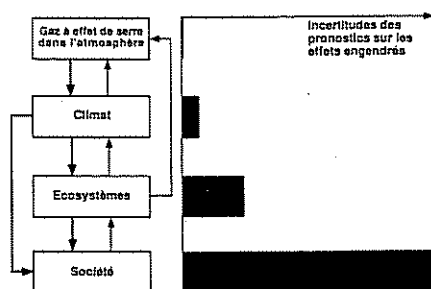 Gaz à effet de serre
dans l'atmosphère
Climat
Ecosystèmes
Société
Incertitudes des
pronostics sur les
effets engendrés